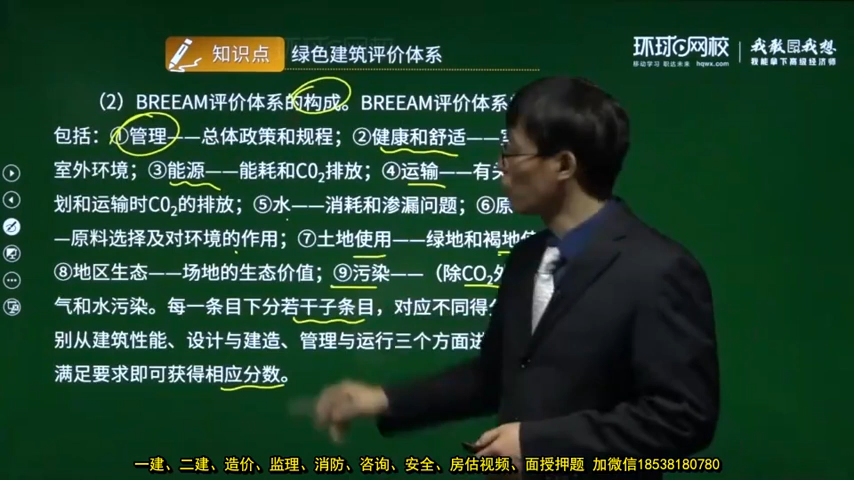 知识点 绿色建筑评价体系
环球网校
移动学习 职达未来 hqwx.com
我敢我想
我能拿下高级经济师
（2）BREEAM评价体系的构成。BREEAM评价体系
包括：①管理——总体政策和规程；②健康和舒适——
室外环境；③能源——能耗和CO₂排放；④运输——有
划和运输时CO₂的排放；⑤水——消耗和渗漏问题；⑥原
—原料选择及对环境的作用；⑦土地使用——绿地和褐地
⑧地区生态——场地的生态价值；⑨污染——（除CO₂外
气和水污染。每一条目下分若干子条目，对应不同得
别从建筑性能、设计与建造、管理与运行三个方面
满足要求即可获得相应分数。
一建、二建、造价、监理、消防、咨询、安全、房估视频、面授押题 加微信18538180780